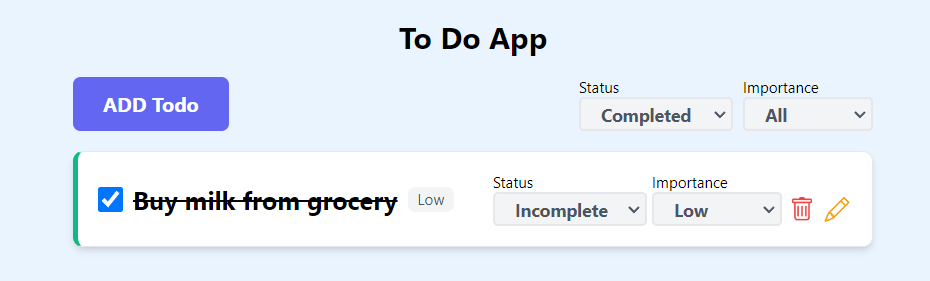 To Do App
ADD Todo
Status
Completed
Importance
All
Buy milk from grocery
Low
Status
Incomplete
Importance
Low